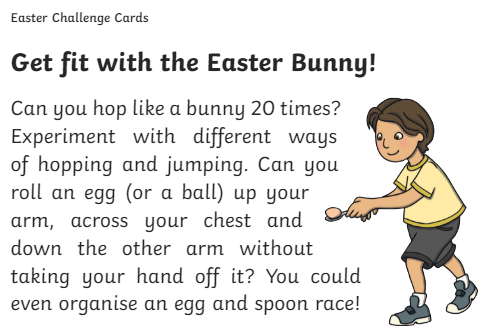 Easter Challenge Cards
Get fit with the Easter Bunny!
Can you hop like a bunny 20 times?
Experiment with different ways
of hopping and jumping. Can you
roll an egg (or a ball) up your
arm, across your chest and
down the other arm without
taking your hand off it? You could
even organise an egg and spoon race!